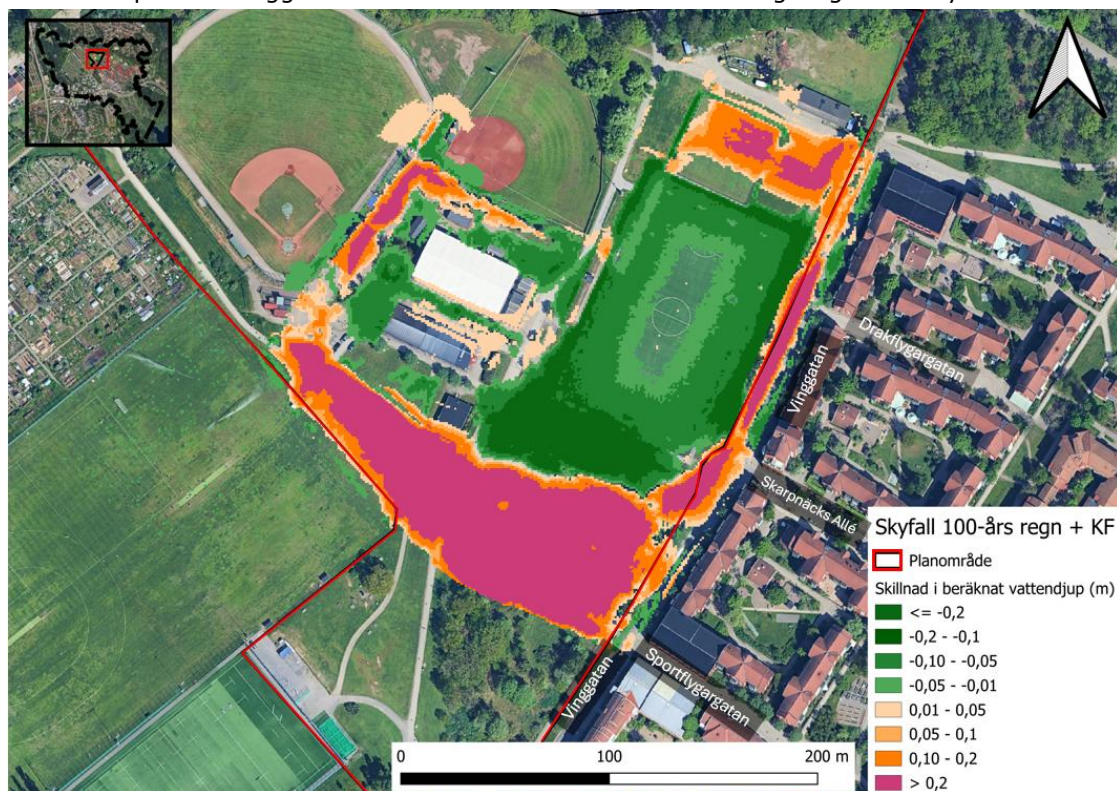 Drakflygargatan
Vinggatan
Skarpnäcks Allé
Sportflygargatan
Vinggatan
0 100 200 m
Skyfall 100-års regn + KF
Planområde
Skillnad i beräknat vattendjup (m)
<= -0,2
-0,2 - -0,1
-0,10 - -0,05
-0,05 - -0,01
0,01 - 0,05
0,05 - 0,1
0,10 - 0,2
> 0,2